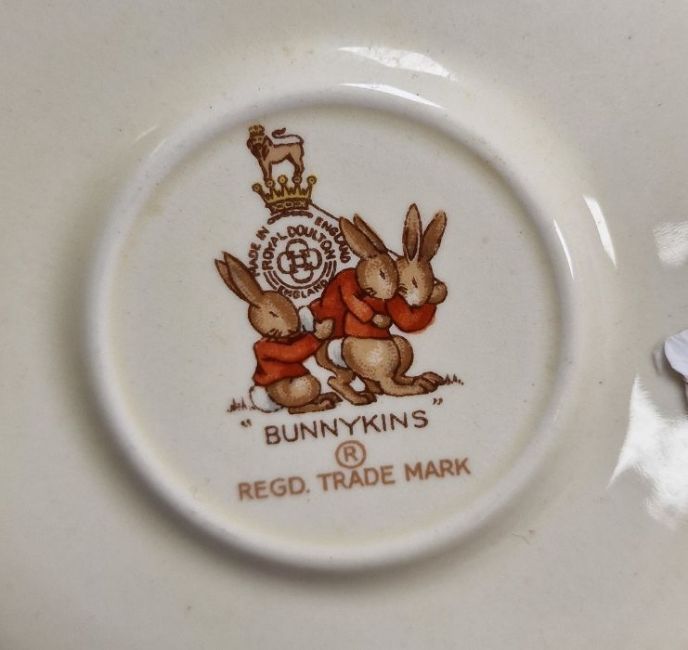 MADE IN ENGLAND
ROYAL DOULTON
ENGLAND
"BUNNYKINS"
®
REGD. TRADE MARK